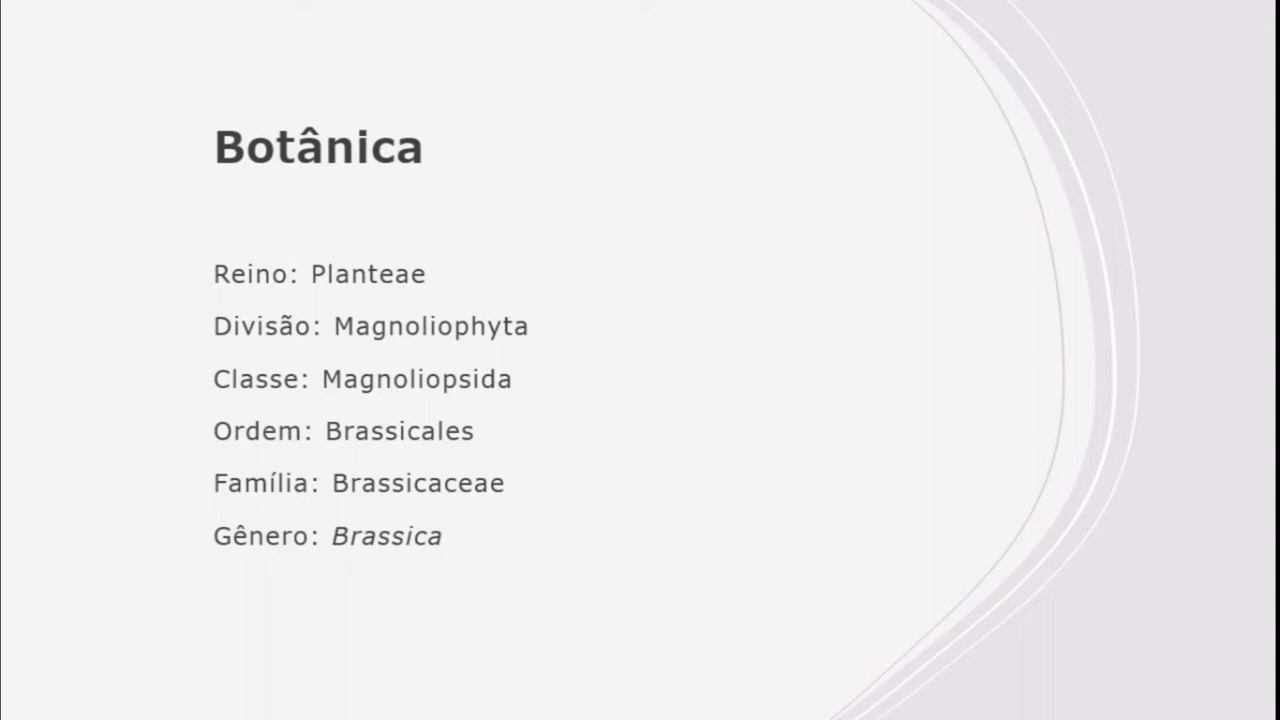 Botânica
Reino: Planteae
Divisão: Magnoliophyta
Classe: Magnoliopsida
Ordem: Brassicales
Família: Brassicaceae
Gênero: Brassica